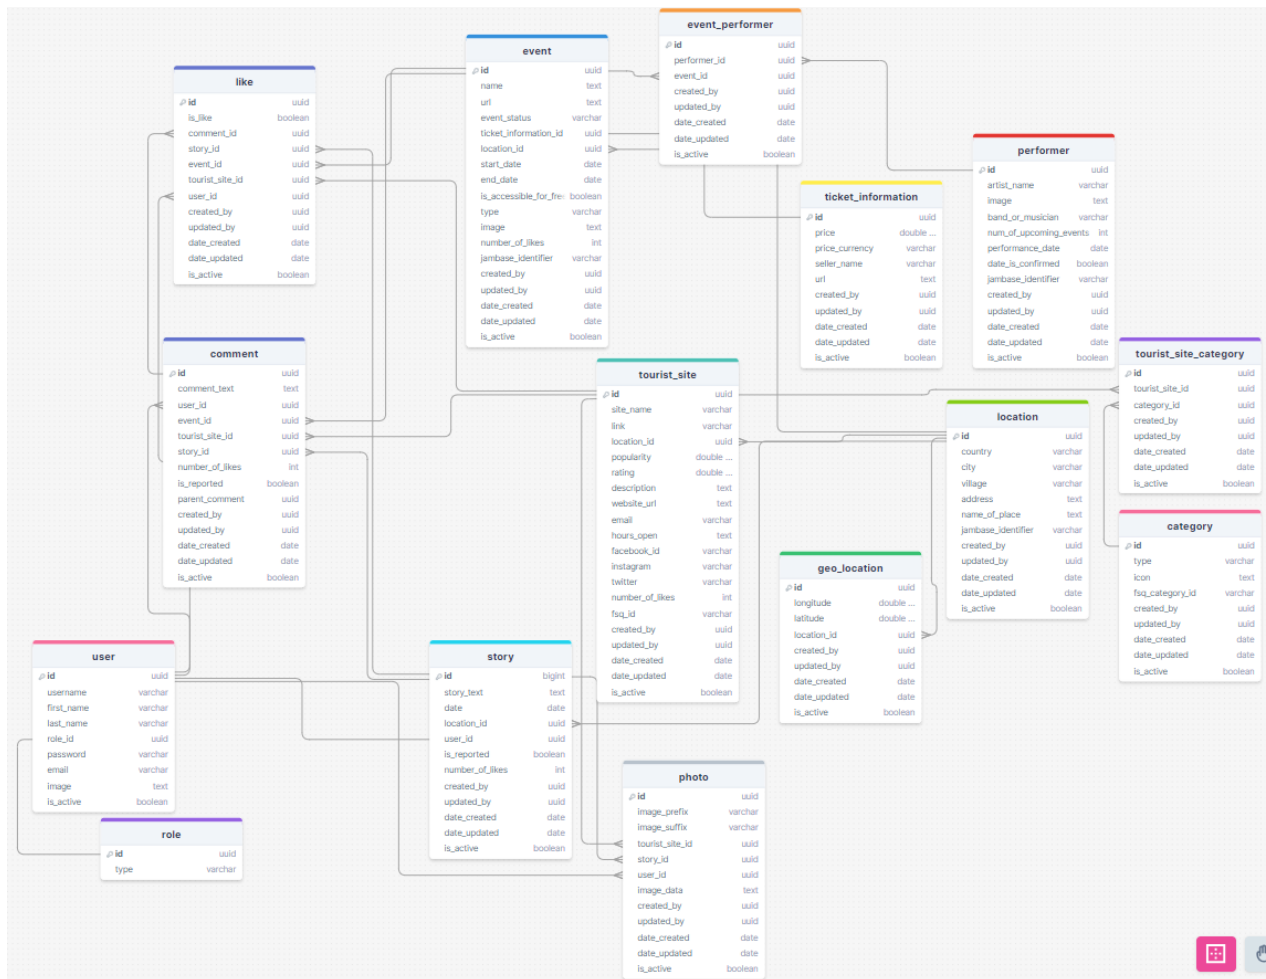 event_performer
id uuid
performer_id uuid
event_id uuid
created_by uuid
updated_by uuid
date_created date
date_updated date
is_active boolean
event
id uuid
name text
url text
event_status varchar
ticket_information_id uuid
location_id uuid
start_date date
end_date date
is_accessible_for_fre: boolean
type varchar
image text
number_of_likes int
jambase_identifier varchar
created_by uuid
updated_by uuid
date_created date
date_updated date
is_active boolean
like
id uuid
is_like boolean
comment_id uuid
story_id uuid
event_id uuid
tourist_site_id uuid
user_id uuid
created_by uuid
updated_by uuid
date_created date
date_updated date
is_active boolean
performer
id uuid
artist_name varchar
image text
band_or_musician varchar
num_of_upcoming_events int
performance_date date
date_is_confirmed boolean
jambase_identifier varchar
created_by uuid
updated_by uuid
date_created date
date_updated date
is_active boolean
ticket_information
id uuid
price double ...
price_currency varchar
seller_name varchar
url text
created_by uuid
updated_by uuid
date_created date
date_updated date
is_active boolean
comment
id uuid
comment_text text
user_id uuid
event_id uuid
tourist_site_id uuid
story_id uuid
number_of_likes int
is_reported boolean
parent_comment uuid
created_by uuid
updated_by uuid
date_created date
date_updated date
is_active boolean
tourist_site
id uuid
site_name varchar
link varchar
location_id uuid
popularity double ...
rating double ...
description text
website_url text
email varchar
hours_open text
facebook_id varchar
instagram varchar
twitter varchar
number_of_likes int
fsq_id varchar
created_by uuid
updated_by uuid
date_created date
date_updated date
is_active boolean
tourist_site_category
id uuid
tourist_site_id uuid
category_id uuid
created_by uuid
updated_by uuid
date_created date
date_updated date
is_active boolean
location
id uuid
country varchar
city varchar
village varchar
address text
name_of_place text
jambase_identifier varchar
created_by uuid
updated_by uuid
date_created date
date_updated date
is_active boolean
category
id uuid
type varchar
icon text
fsq_category_id varchar
created_by uuid
updated_by uuid
date_created date
date_updated date
is_active boolean
geo_location
id uuid
longitude double ...
latitude double ...
location_id uuid
created_by uuid
updated_by uuid
date_created date
date_updated date
is_active boolean
user
id uuid
username varchar
first_name varchar
last_name varchar
role_id uuid
password varchar
email varchar
image text
is_active boolean
story
id bigint
story_text text
date date
location_id uuid
user_id uuid
is_reported boolean
number_of_likes int
created_by uuid
updated_by uuid
date_created date
date_updated date
is_active boolean
photo
id uuid
image_prefix varchar
image_suffix varchar
tourist_site_id uuid
story_id uuid
user_id uuid
image_data text
created_by uuid
updated_by uuid
date_created date
date_updated date
is_active boolean
role
id uuid
type varchar